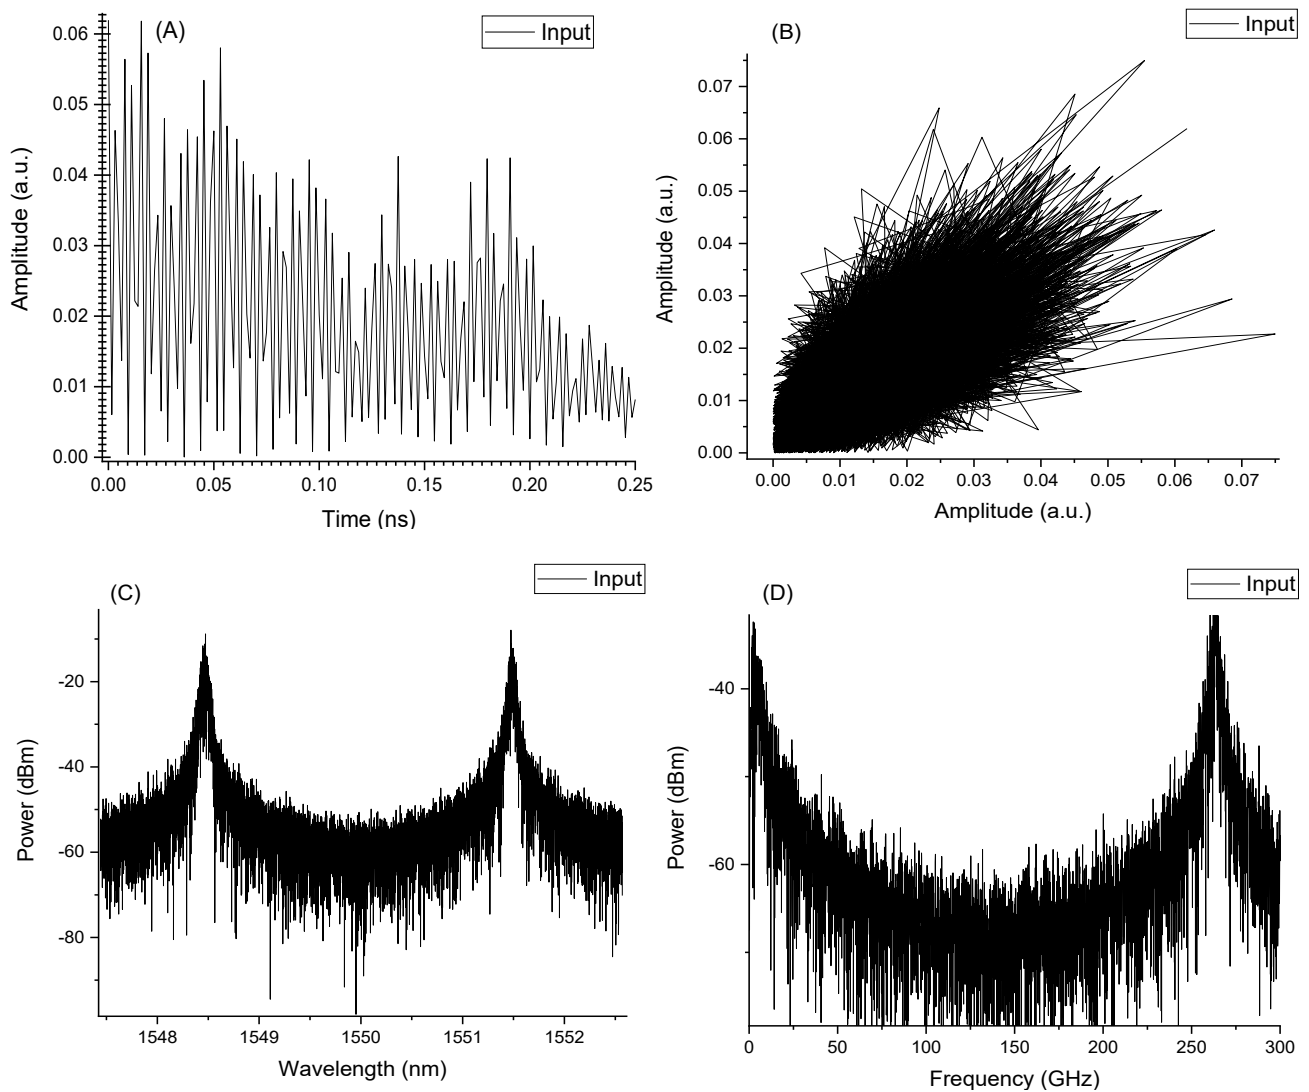 (A)
Input
0.06
0.05
0.04
0.03
0.02
0.01
0.00
Amplitude (a.u.)
0.00 0.05 0.10 0.15 0.20 0.25
Time (ns)
(B)
Input
0.07
0.06
0.05
0.04
0.03
0.02
0.01
0.00
Amplitude (a.u.)
0.00 0.01 0.02 0.03 0.04 0.05 0.06 0.07
Amplitude (a.u.)
(C)
Input
-20
-40
-60
-80
Power (dBm)
1548 1549 1550 1551 1552
Wavelength (nm)
(D)
Input
-40
-60
Power (dBm)
0 50 100 150 200 250 300
Frequency (GHz)